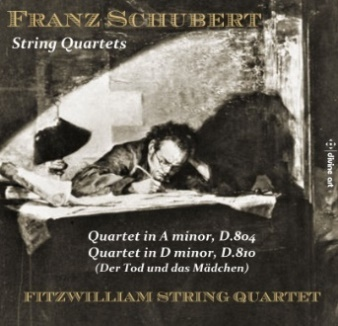 FRANZ SCHUBERT
String Quartets
divine art
Quartet in A minor, D.804
Quartet in D minor, D.810
(Der Tod und das Mädchen)
FITZWILLIAM STRING QUARTET